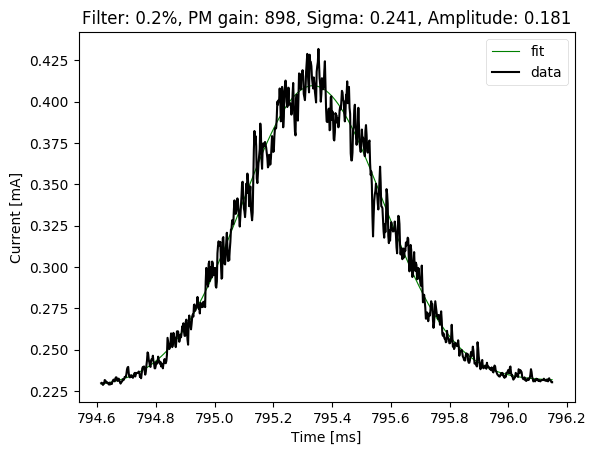 Filter: 0.2%, PM gain: 898, Sigma: 0.241, Amplitude: 0.181
fit
data
Current [mA]
0.425
0.400
0.375
0.350
0.325
0.300
0.275
0.250
0.225
794.6 794.8 795.0 795.2 795.4 795.6 795.8 796.0 796.2
Time [ms]